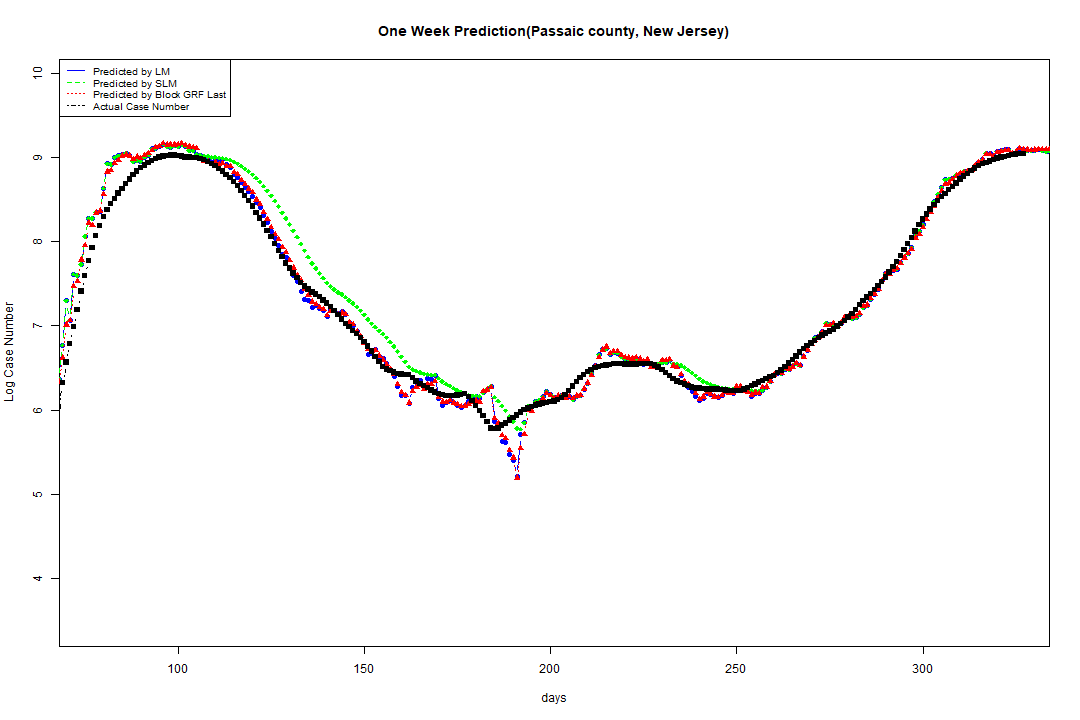 One Week Prediction(Passaic county, New Jersey)
Predicted by LM
Predicted by SLM
Predicted by Block GRF Last
Actual Case Number
10
9
8
7
6
5
4
Log Case Number
100 150 200 250 300
days